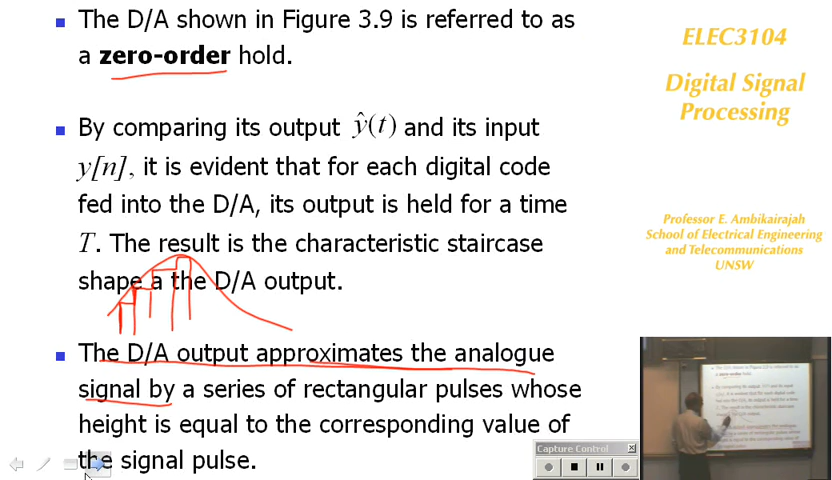 The D/A shown in Figure 3.9 is referred to as
a zero-order hold.
By comparing its output ŷ(t) and its input
y[n], it is evident that for each digital code
fed into the D/A, its output is held for a time
T. The result is the characteristic staircase
shape a the D/A output.
The D/A output approximates the analogue
signal by a series of rectangular pulses whose
height is equal to the corresponding value of
the signal pulse.
ELEC3104
Digital Signal
Processing
Professor E. Ambikairajah
School of Electrical Engineering
and Telecommunications
UNSW
Capture Control